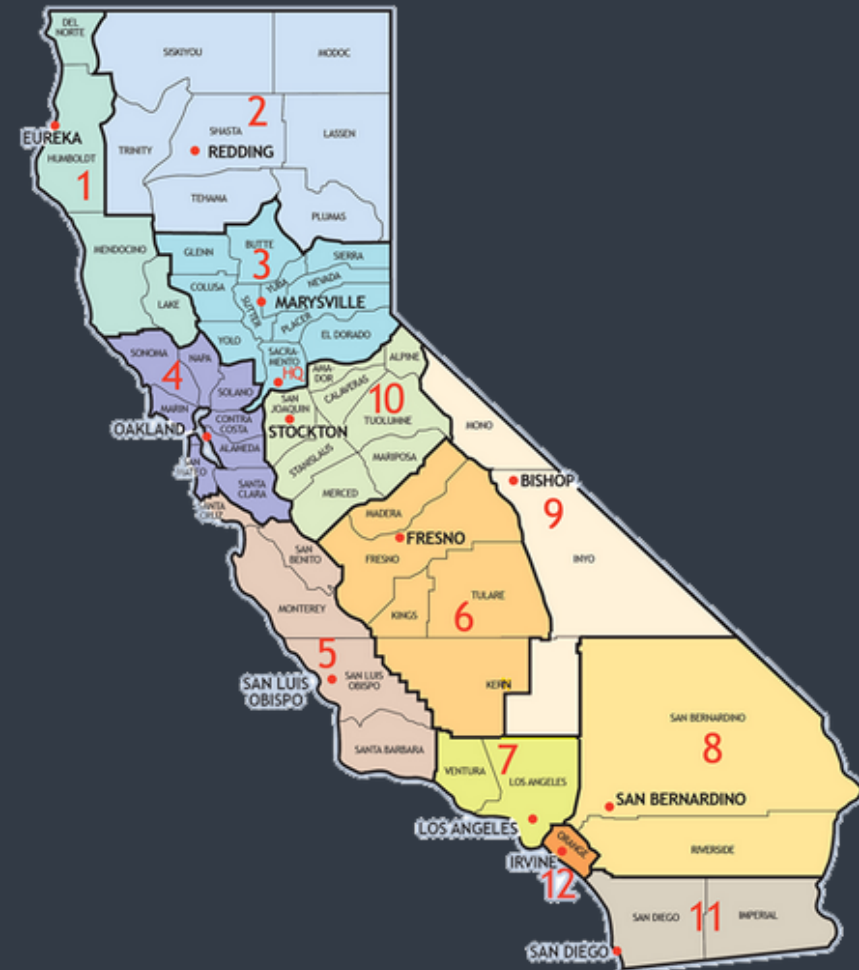 DEL
NORTE
SISKIYOU
MODOC
EUREKA
HUMBOLDT
1
TRINITY
SHASTA
2
REDDING
LASSEN
TEHAMA
PLUMAS
MENDOCINO
LAKE
GLENN
BUTTE
3
SIERRA
COLUSA
YUBA
NEVADA
SUTTER
MARYSVILLE
PLACER
YOLO
EL DORADO
SACRA-
MENTO
HQ
SONOMA
NAPA
4
SOLANO
MARIN
OAKLAND
CONTRA
COSTA
ALAMEDA
SAN
MATEO
SANTA
CLARA
AMA-
DOR
ALPINE
CALAVERAS
10
SAN
JOAQUIN
TUOLUMNE
STOCKTON
STANISLAUS
MARIPOSA
MERCED
MONO
BISHOP
9
INYO
SANTA
CRUZ
SAN
BENITO
MONTEREY
5
SAN LUIS
OBISPO
SAN LUIS
OBISPO
SANTA BARBARA
MADERA
FRESNO
FRESNO
KINGS
TULARE
6
KERN
VENTURA
7
LOS ANGELES
LOS ANGELES
SAN BERNARDINO
8
SAN BERNARDINO
RIVERSIDE
ORANGE
IRVINE
12
SAN DIEGO
11
IMPERIAL
SAN DIEGO